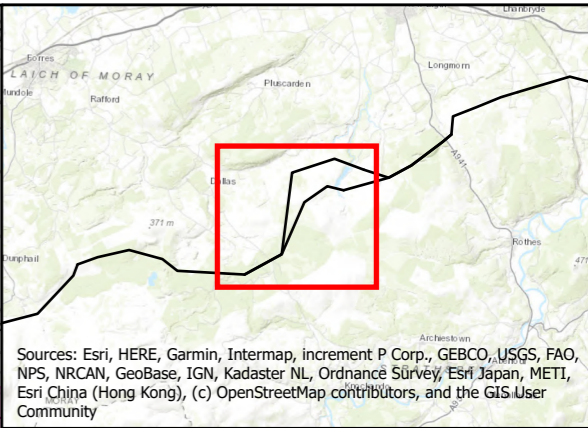 Lhanbryde
Forres
Longmorn
LAICH OF MORAY
Mundole
Rafford
Pluscarden
A941
Dallas
371 m
Rothes
Dunphail
Archiestown
Sources: Esri, HERE, Garmin, Intermap, increment P Corp., GEBCO, USGS, FAO,
NPS, NRCAN, GeoBase, IGN, Kadaster NL, Ordnance Survey, Esri Japan, METI,
Esri China (Hong Kong), (c) OpenStreetMap contributors, and the GIS User
Community
MORAY